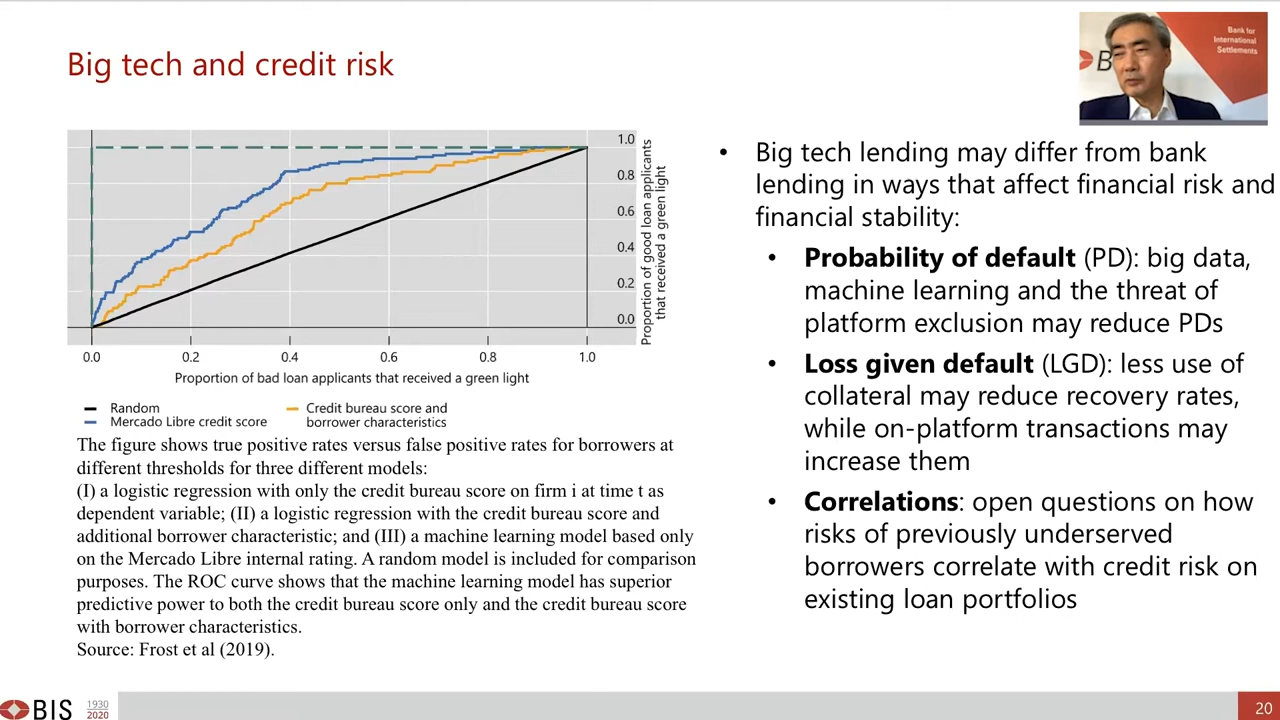 Big tech and credit risk
Bank for
International
Settlements
B
1.0
0.8
0.6
0.4
0.2
0.0
Proportion of good loan applicants
that received a green light
0.0 0.2 0.4 0.6 0.8 1.0
Proportion of bad loan applicants that received a green light
Random
Mercado Libre credit score
Credit bureau score and
borrower characteristics
The figure shows true positive rates versus false positive rates for borrowers at
different thresholds for three different models:
(I) a logistic regression with only the credit bureau score on firm i at time t as
dependent variable; (II) a logistic regression with the credit bureau score and
additional borrower characteristic; and (III) a machine learning model based only
on the Mercado Libre internal rating. A random model is included for comparison
purposes. The ROC curve shows that the machine learning model has superior
predictive power to both the credit bureau score only and the credit bureau score
with borrower characteristics.
Source: Frost et al (2019).
• Big tech lending may differ from bank
lending in ways that affect financial risk and
financial stability:
• Probability of default (PD): big data,
machine learning and the threat of
platform exclusion may reduce PDs
• Loss given default (LGD): less use of
collateral may reduce recovery rates,
while on-platform transactions may
increase them
• Correlations: open questions on how
risks of previously underserved
borrowers correlate with credit risk on
existing loan portfolios
BIS
1930
2020
20